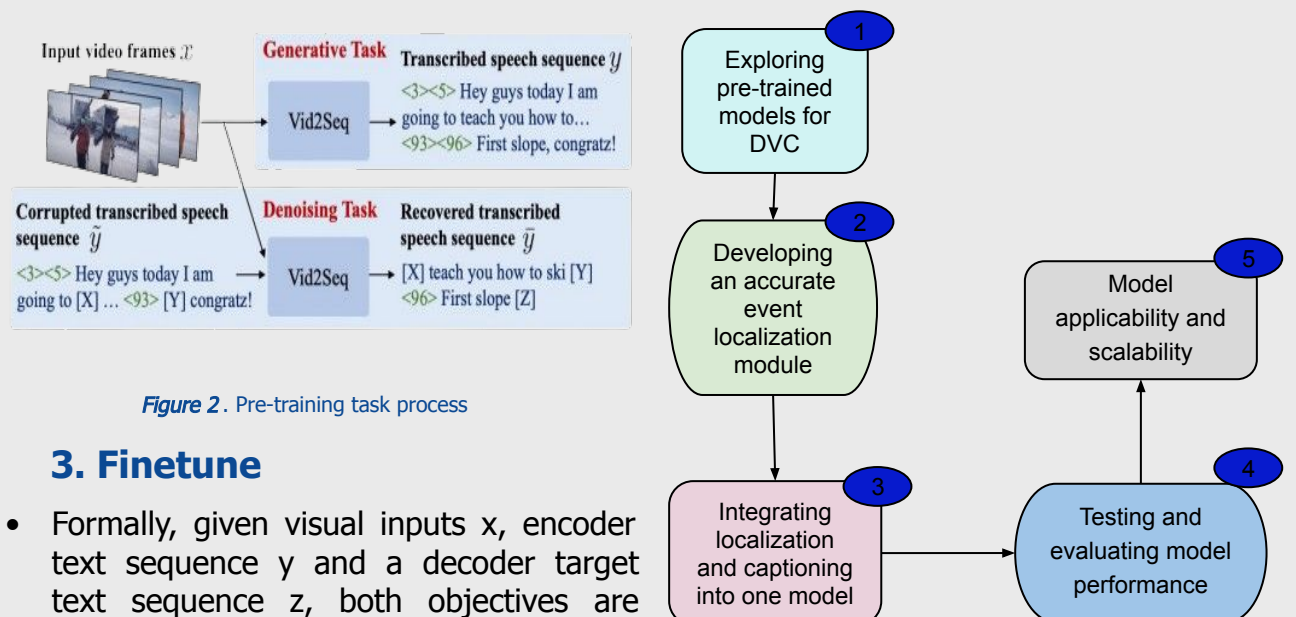 Input video frames x
Generative Task
Transcribed speech sequence y
Vid2Seq
<3><5> Hey guys today I am
going to teach you how to…
<93><96> First slope, congratz!
Corrupted transcribed speech
sequence ỹ
<3><5> Hey guys today I am
going to [X] … <93> [Y] congratz!
Denoising Task
Vid2Seq
Recovered transcribed
speech sequence ȳ
[X] teach you how to ski [Y]
<96> First slope [Z]
Figure 2. Pre-training task process
3. Finetune
• Formally, given visual inputs x, encoder
text sequence y and a decoder target
text sequence z, both objectives are
1
Exploring
pre-trained
models for
DVC
2
Developing
an accurate
event
localization
module
3
Integrating
localization
and captioning
into one model
4
Testing and
evaluating model
performance
5
Model
applicability and
scalability